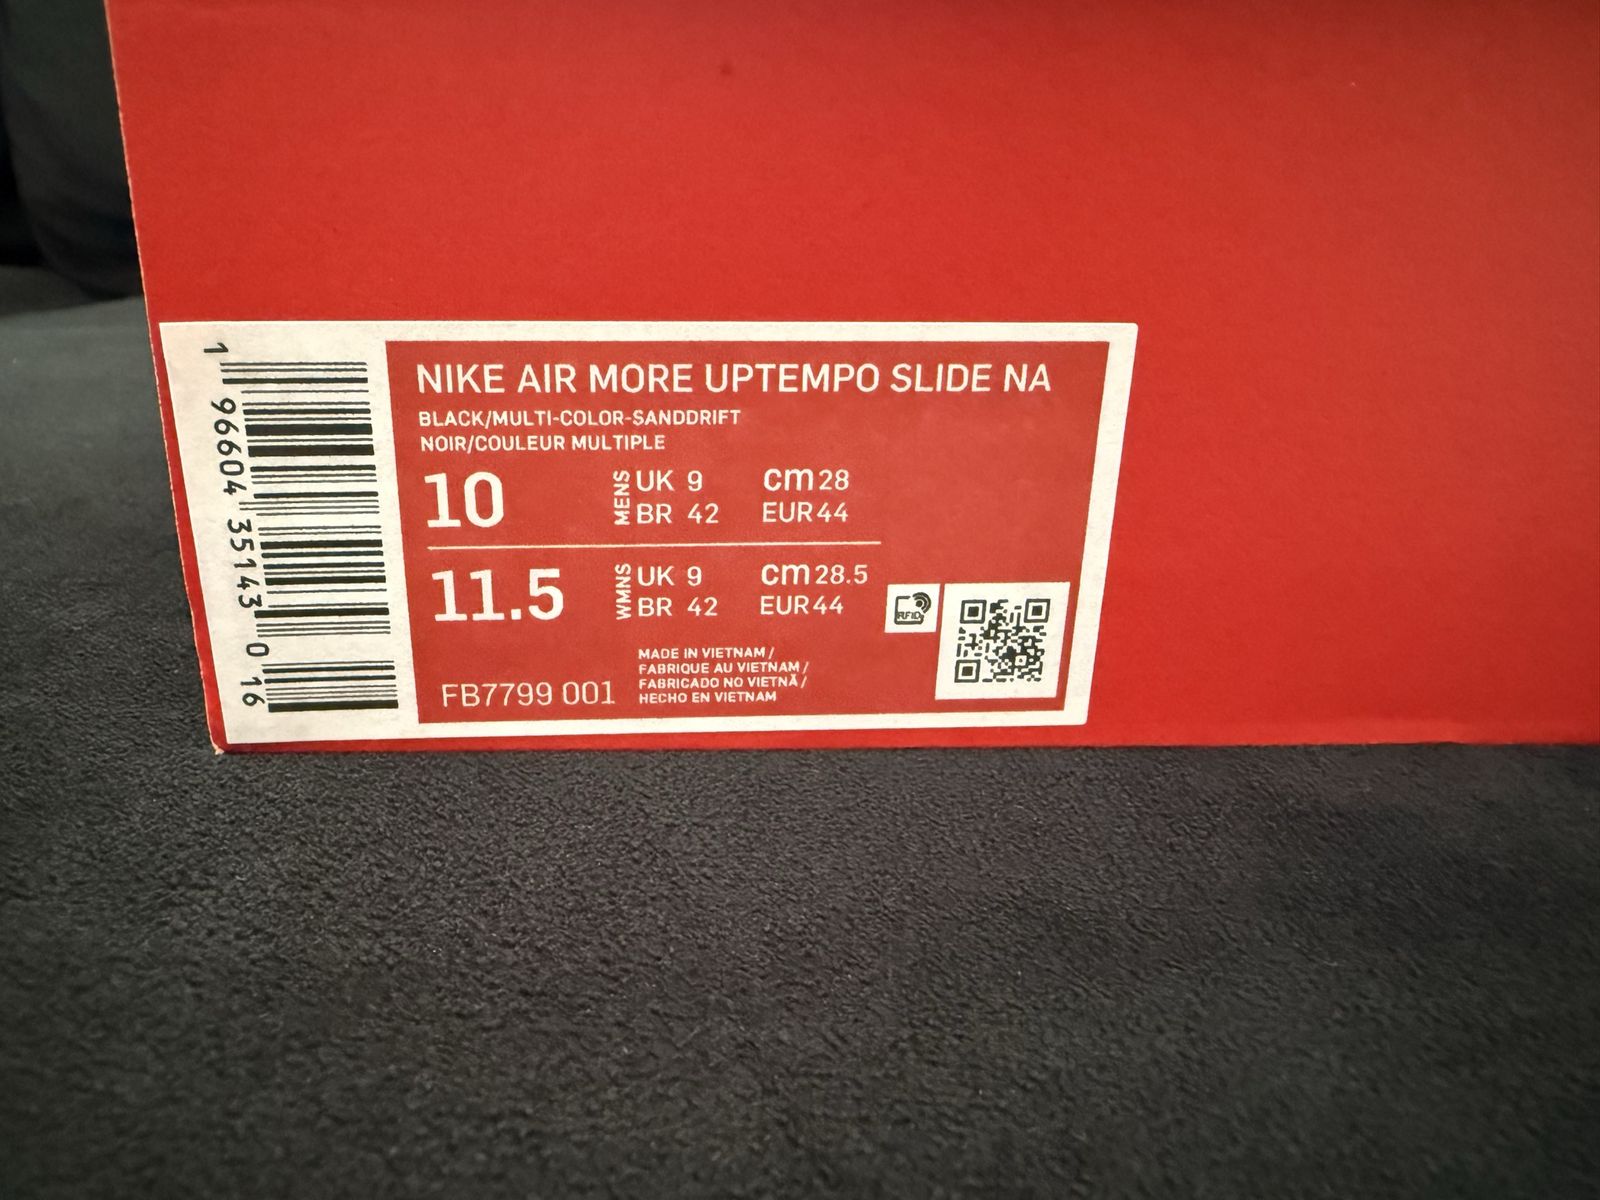 1 96604 35143 0 16
NIKE AIR MORE UPTEMPO SLIDE NA
BLACK/MULTI-COLOR-SANDDRIFT
NOIR/COULEUR MULTIPLE
10 MENS UK 9 cm 28
BR 42 EUR 44
11.5 WMNS UK 9 cm 28.5
BR 42 EUR 44
RFID
FB7799 001
MADE IN VIETNAM /
FABRIQUE AU VIETNAM /
FABRICADO NO VIETNÃ /
HECHO EN VIETNAM